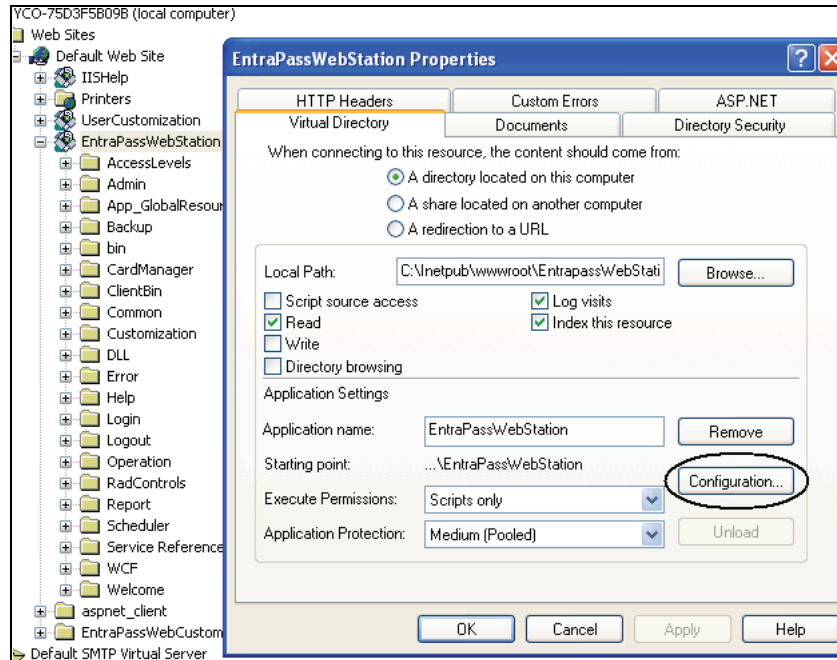 YCO-75D3F5B09B (local computer)
Web Sites
Default Web Site
IISHelp
Printers
UserCustomization
EntraPassWebStation
AccessLevels
Admin
App_GlobalResour
Backup
bin
CardManager
ClientBin
Common
Customization
DLL
Error
Help
Login
Logout
Operation
RadControls
Report
Scheduler
Service Reference
WCF
Welcome
aspnet_client
EntraPassWebCustom
Default SMTP Virtual Server
EntraPassWebStation Properties
HTTP Headers Custom Errors ASP.NET
Virtual Directory Documents Directory Security
When connecting to this resource, the content should come from:
A directory located on this computer
A share located on another computer
A redirection to a URL
Local Path: C:\Inetpub\wwwroot\EntrapassWebStati Browse...
Script source access Log visits
Read Index this resource
Write
Directory browsing
Application Settings
Application name: EntraPassWebStation Remove
Starting point: ...\EntraPassWebStation Configuration...
Execute Permissions: Scripts only
Application Protection: Medium (Pooled) Unload
OK Cancel Apply Help